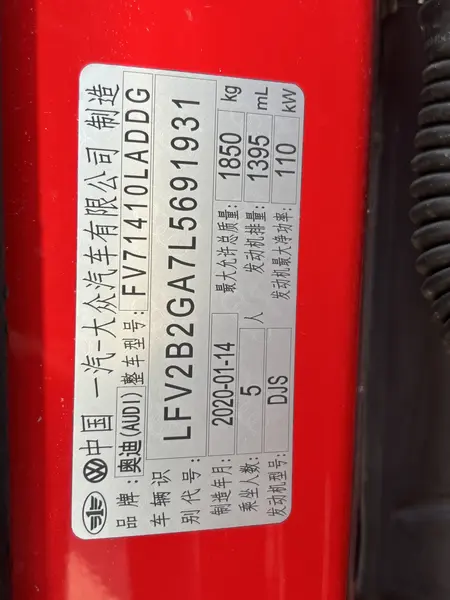 中国 一汽-大众汽车有限公司 制造
品牌: 奥迪(AUDI) 整车型号: FV71410LADDG
车辆识别代号: LFV2B2GA7L5691931
制造年月: 2020-01-14 最大允许总质量: 1850 kg
乘坐人数: 5 人 发动机排量: 1395 mL
发动机型号: DJS 发动机最大净功率: 110 kW